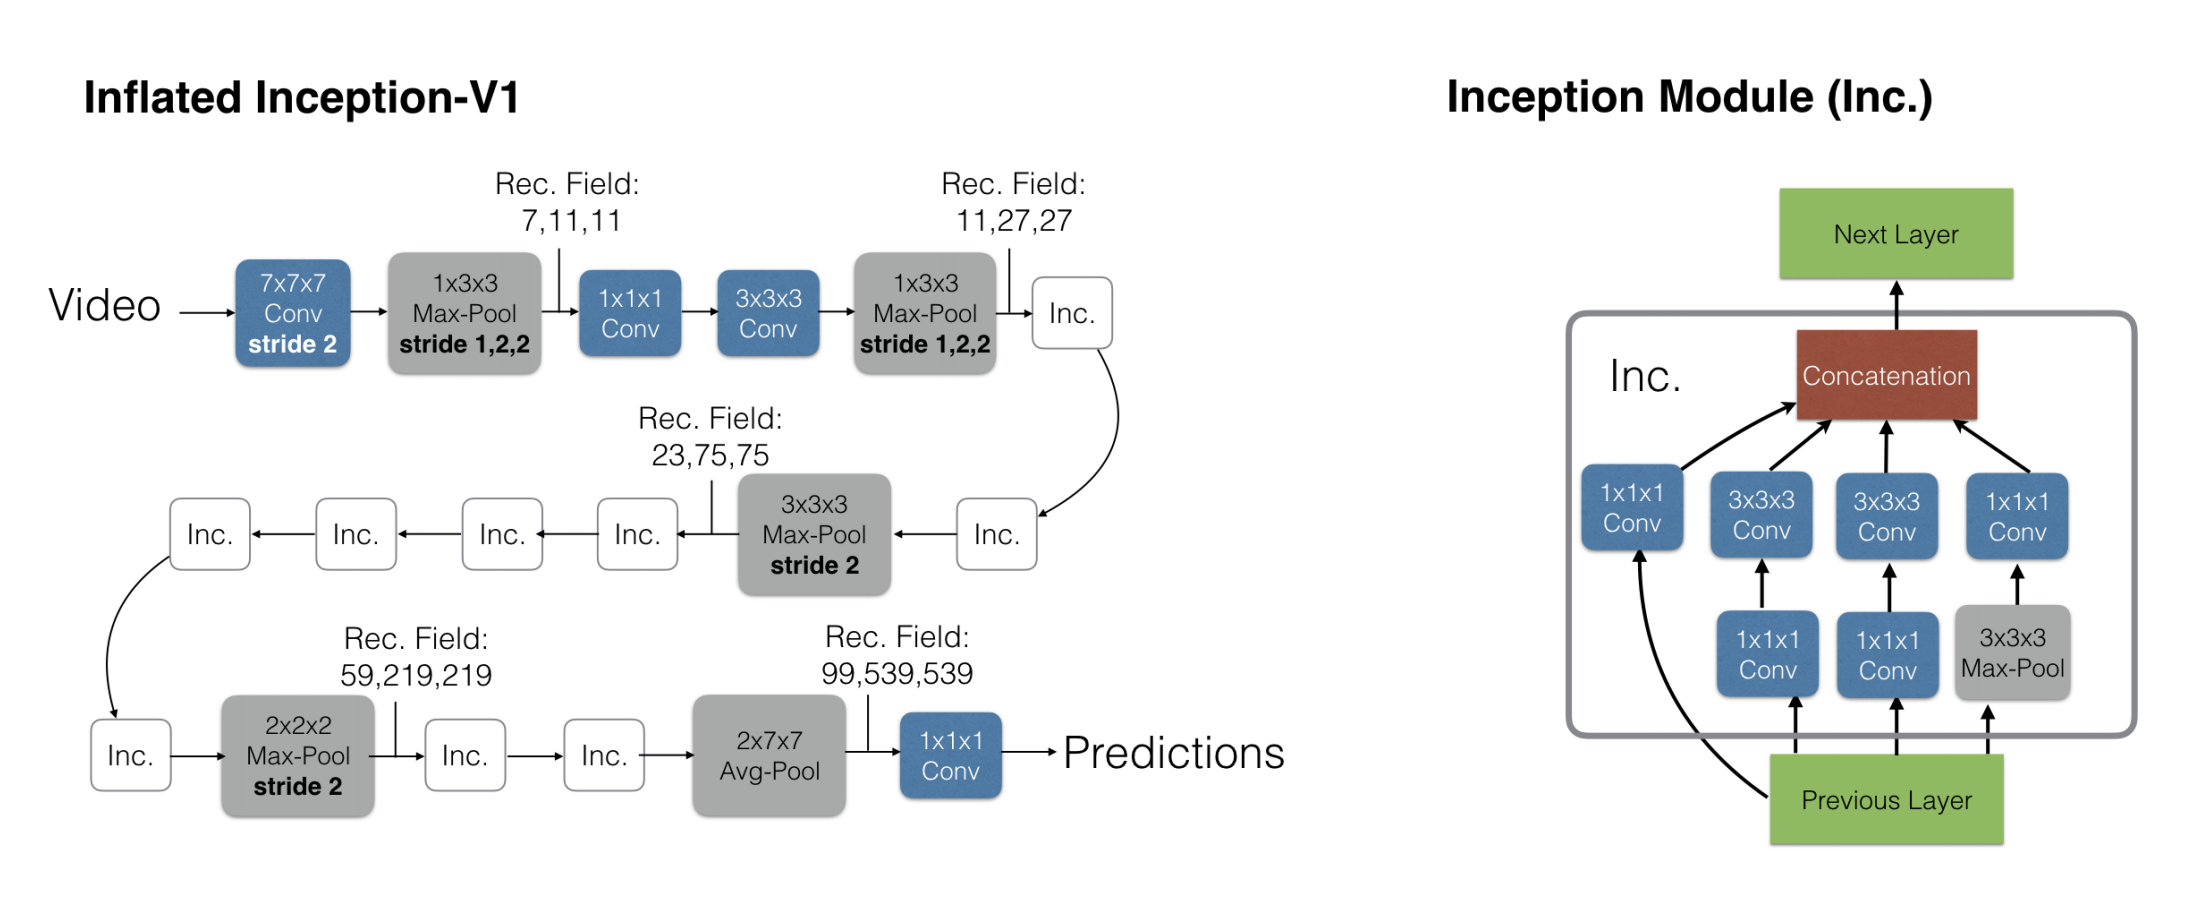 Inflated Inception-V1
Rec. Field:
7,11,11
Rec. Field:
11,27,27
Video
7x7x7
Conv
stride 2
1x3x3
Max-Pool
stride 1,2,2
1x1x1
Conv
3x3x3
Conv
1x3x3
Max-Pool
stride 1,2,2
Inc.
Rec. Field:
23,75,75
Inc.
Inc.
Inc.
Inc.
3x3x3
Max-Pool
stride 2
Inc.
Rec. Field:
59,219,219
Rec. Field:
99,539,539
Inc.
2x2x2
Max-Pool
stride 2
Inc.
Inc.
2x7x7
Avg-Pool
1x1x1
Conv
Predictions
Inception Module (Inc.)
Next Layer
Inc.
Concatenation
1x1x1
Conv
3x3x3
Conv
3x3x3
Conv
1x1x1
Conv
1x1x1
Conv
1x1x1
Conv
3x3x3
Max-Pool
Previous Layer